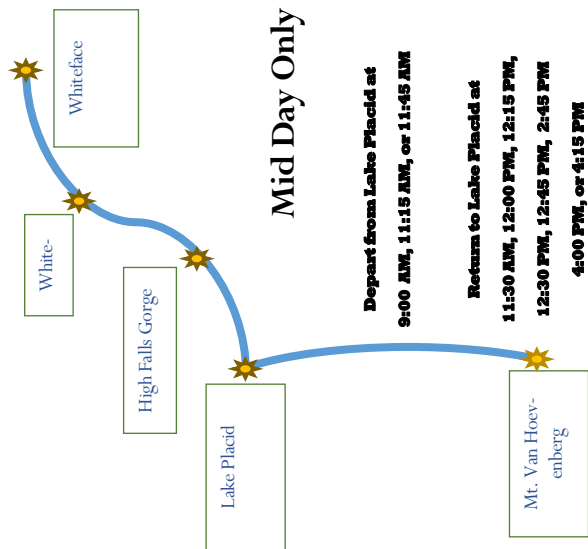 Whiteface
White-
High Falls Gorge
Lake Placid
Mt. Van Hoev-
enberg
Mid Day Only
Depart from Lake Placid at
9:00 AM, 11:15 AM, or 11:45 AM
Return to Lake Placid at
11:30 AM, 12:00 PM, 12:15 PM,
12:30 PM, 12:45 PM, 2:45 PM
4:00 PM, or 4:15 PM